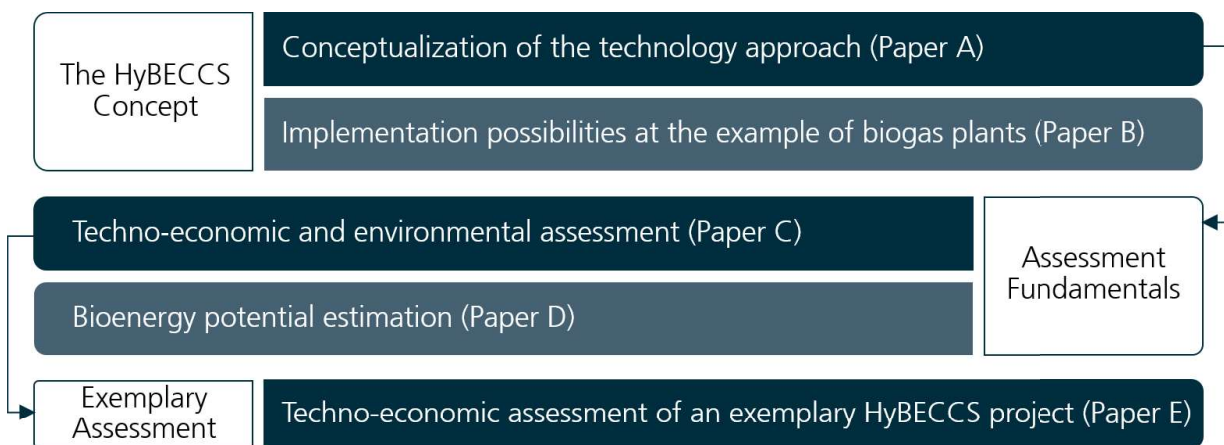 The HyBECCS
Concept
Conceptualization of the technology approach (Paper A)
Implementation possibilities at the example of biogas plants (Paper B)
Techno-economic and environmental assessment (Paper C)
Bioenergy potential estimation (Paper D)
Assessment
Fundamentals
Exemplary
Assessment
Techno-economic assessment of an exemplary HyBECCS project (Paper E)